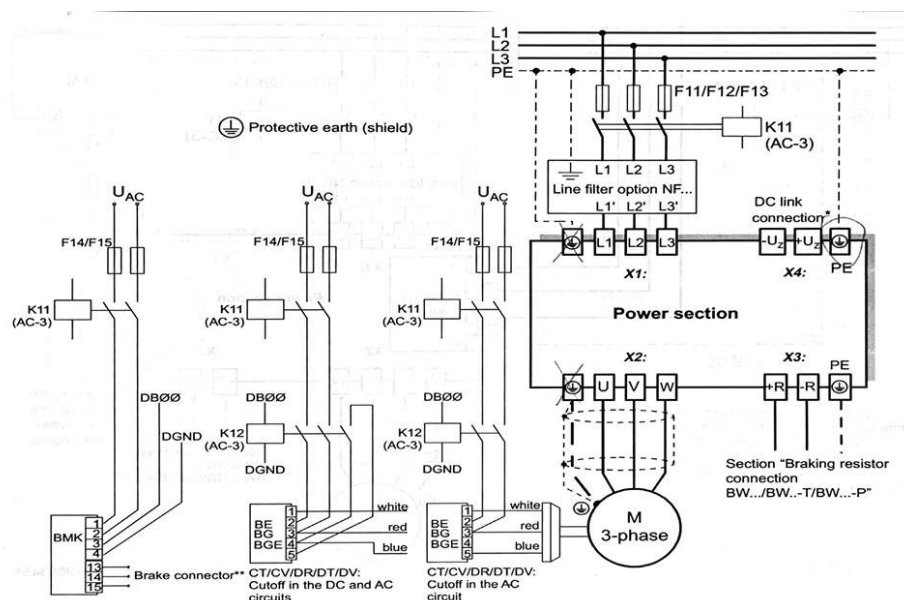 L1
L2
L3
PE
F11/F12/F13
K11
(AC-3)
Protective earth (shield)
L1 L2 L3
Line filter option NF...
L1' L2' L3'
DC link
connection*
L1 L2 L3
-Uz +Uz
PE
X1:
X4:
Power section
X2:
X3:
U V W
+R -R
PE
Section "Braking resistor
connection
BW.../BW..-T/BW...-P"
M
3-phase
UAC
F14/F15
K11
(AC-3)
DBØØ
DGND
BMK
1
2
3
4
13
14
15
Brake connector**
UAC
F14/F15
K11
(AC-3)
DBØØ
K12
(AC-3)
DGND
BE
BG
BGE
1
2
3
4
5
white
red
blue
CT/CV/DR/DT/DV:
Cutoff in the DC and AC
circuits
UAC
F14/F15
K11
(AC-3)
DBØØ
K12
(AC-3)
DGND
BE
BG
BGE
1
2
3
4
5
white
red
blue
CT/CV/DR/DT/DV:
Cutoff in the AC
circuit